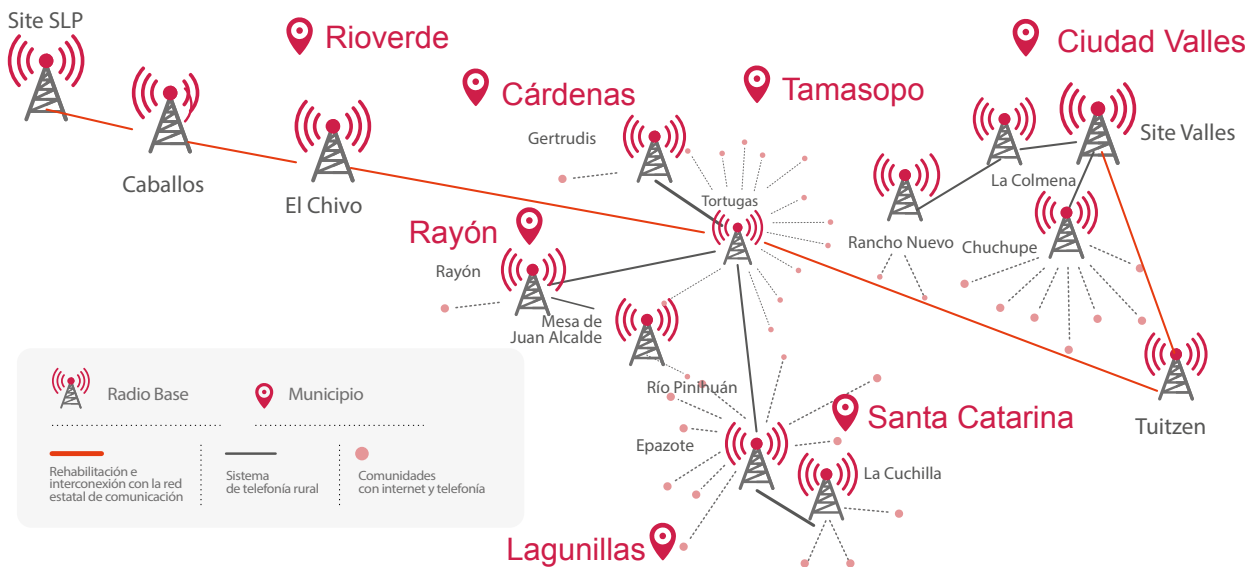 Site SLP
Rioverde
Ciudad Valles
Cárdenas
Tamasopo
Gertrudis
Site Valles
Caballos
La Colmena
El Chivo
Tortugas
Rayón
Rancho Nuevo
Chuchupe
Rayón
Mesa de
Juan Alcalde
Río Pinihuán
Radio Base
Municipio
Santa Catarina
Tuitzen
Epazote
Rehabilitación e
interconexión con la red
estatal de comunicación
Sistema
de telefonía rural
Comunidades
con internet y telefonía
La Cuchilla
Lagunillas